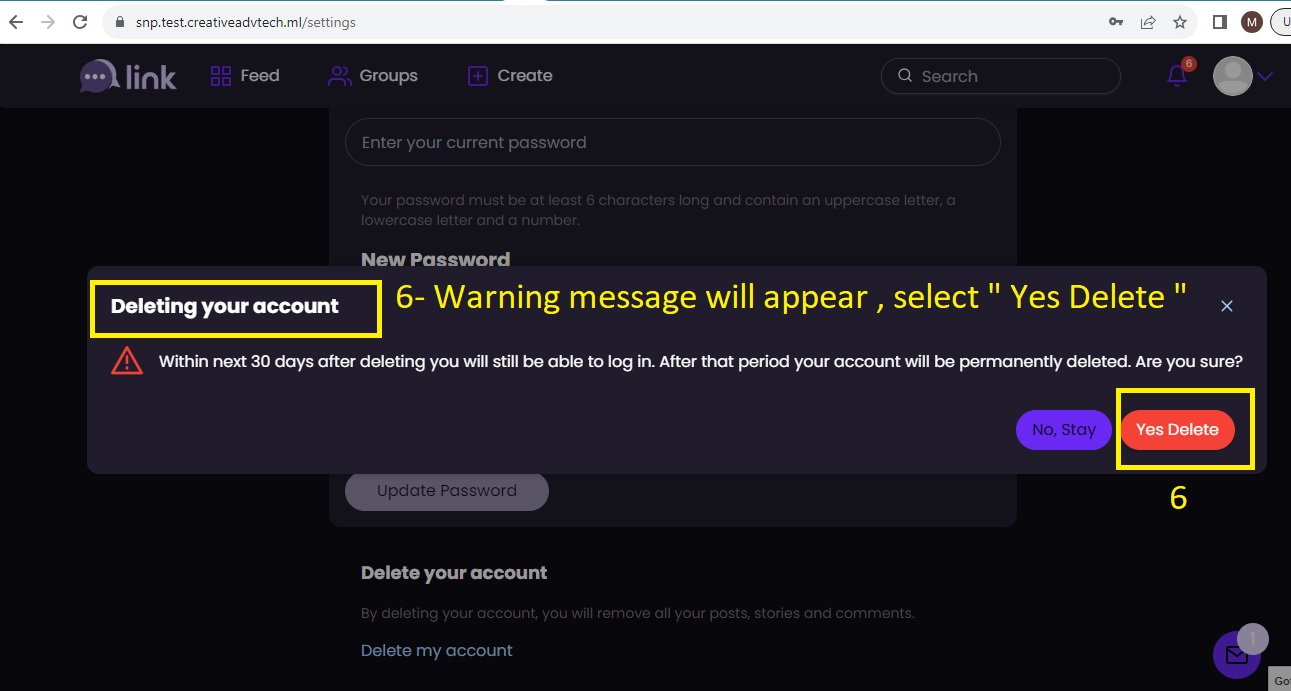 snp.test.creativeadvtech.ml/settings
M
link
Feed
Groups
Create
Search
6
Enter your current password
Your password must be at least 6 characters long and contain an uppercase letter, a
lowercase letter and a number.
New Password
Deleting your account
6- Warning message will appear , select " Yes Delete "
Within next 30 days after deleting you will still be able to log in. After that period your account will be permanently deleted. Are you sure?
No, Stay
Yes Delete
6
Update Password
Delete your account
By deleting your account, you will remove all your posts, stories and comments.
Delete my account
1